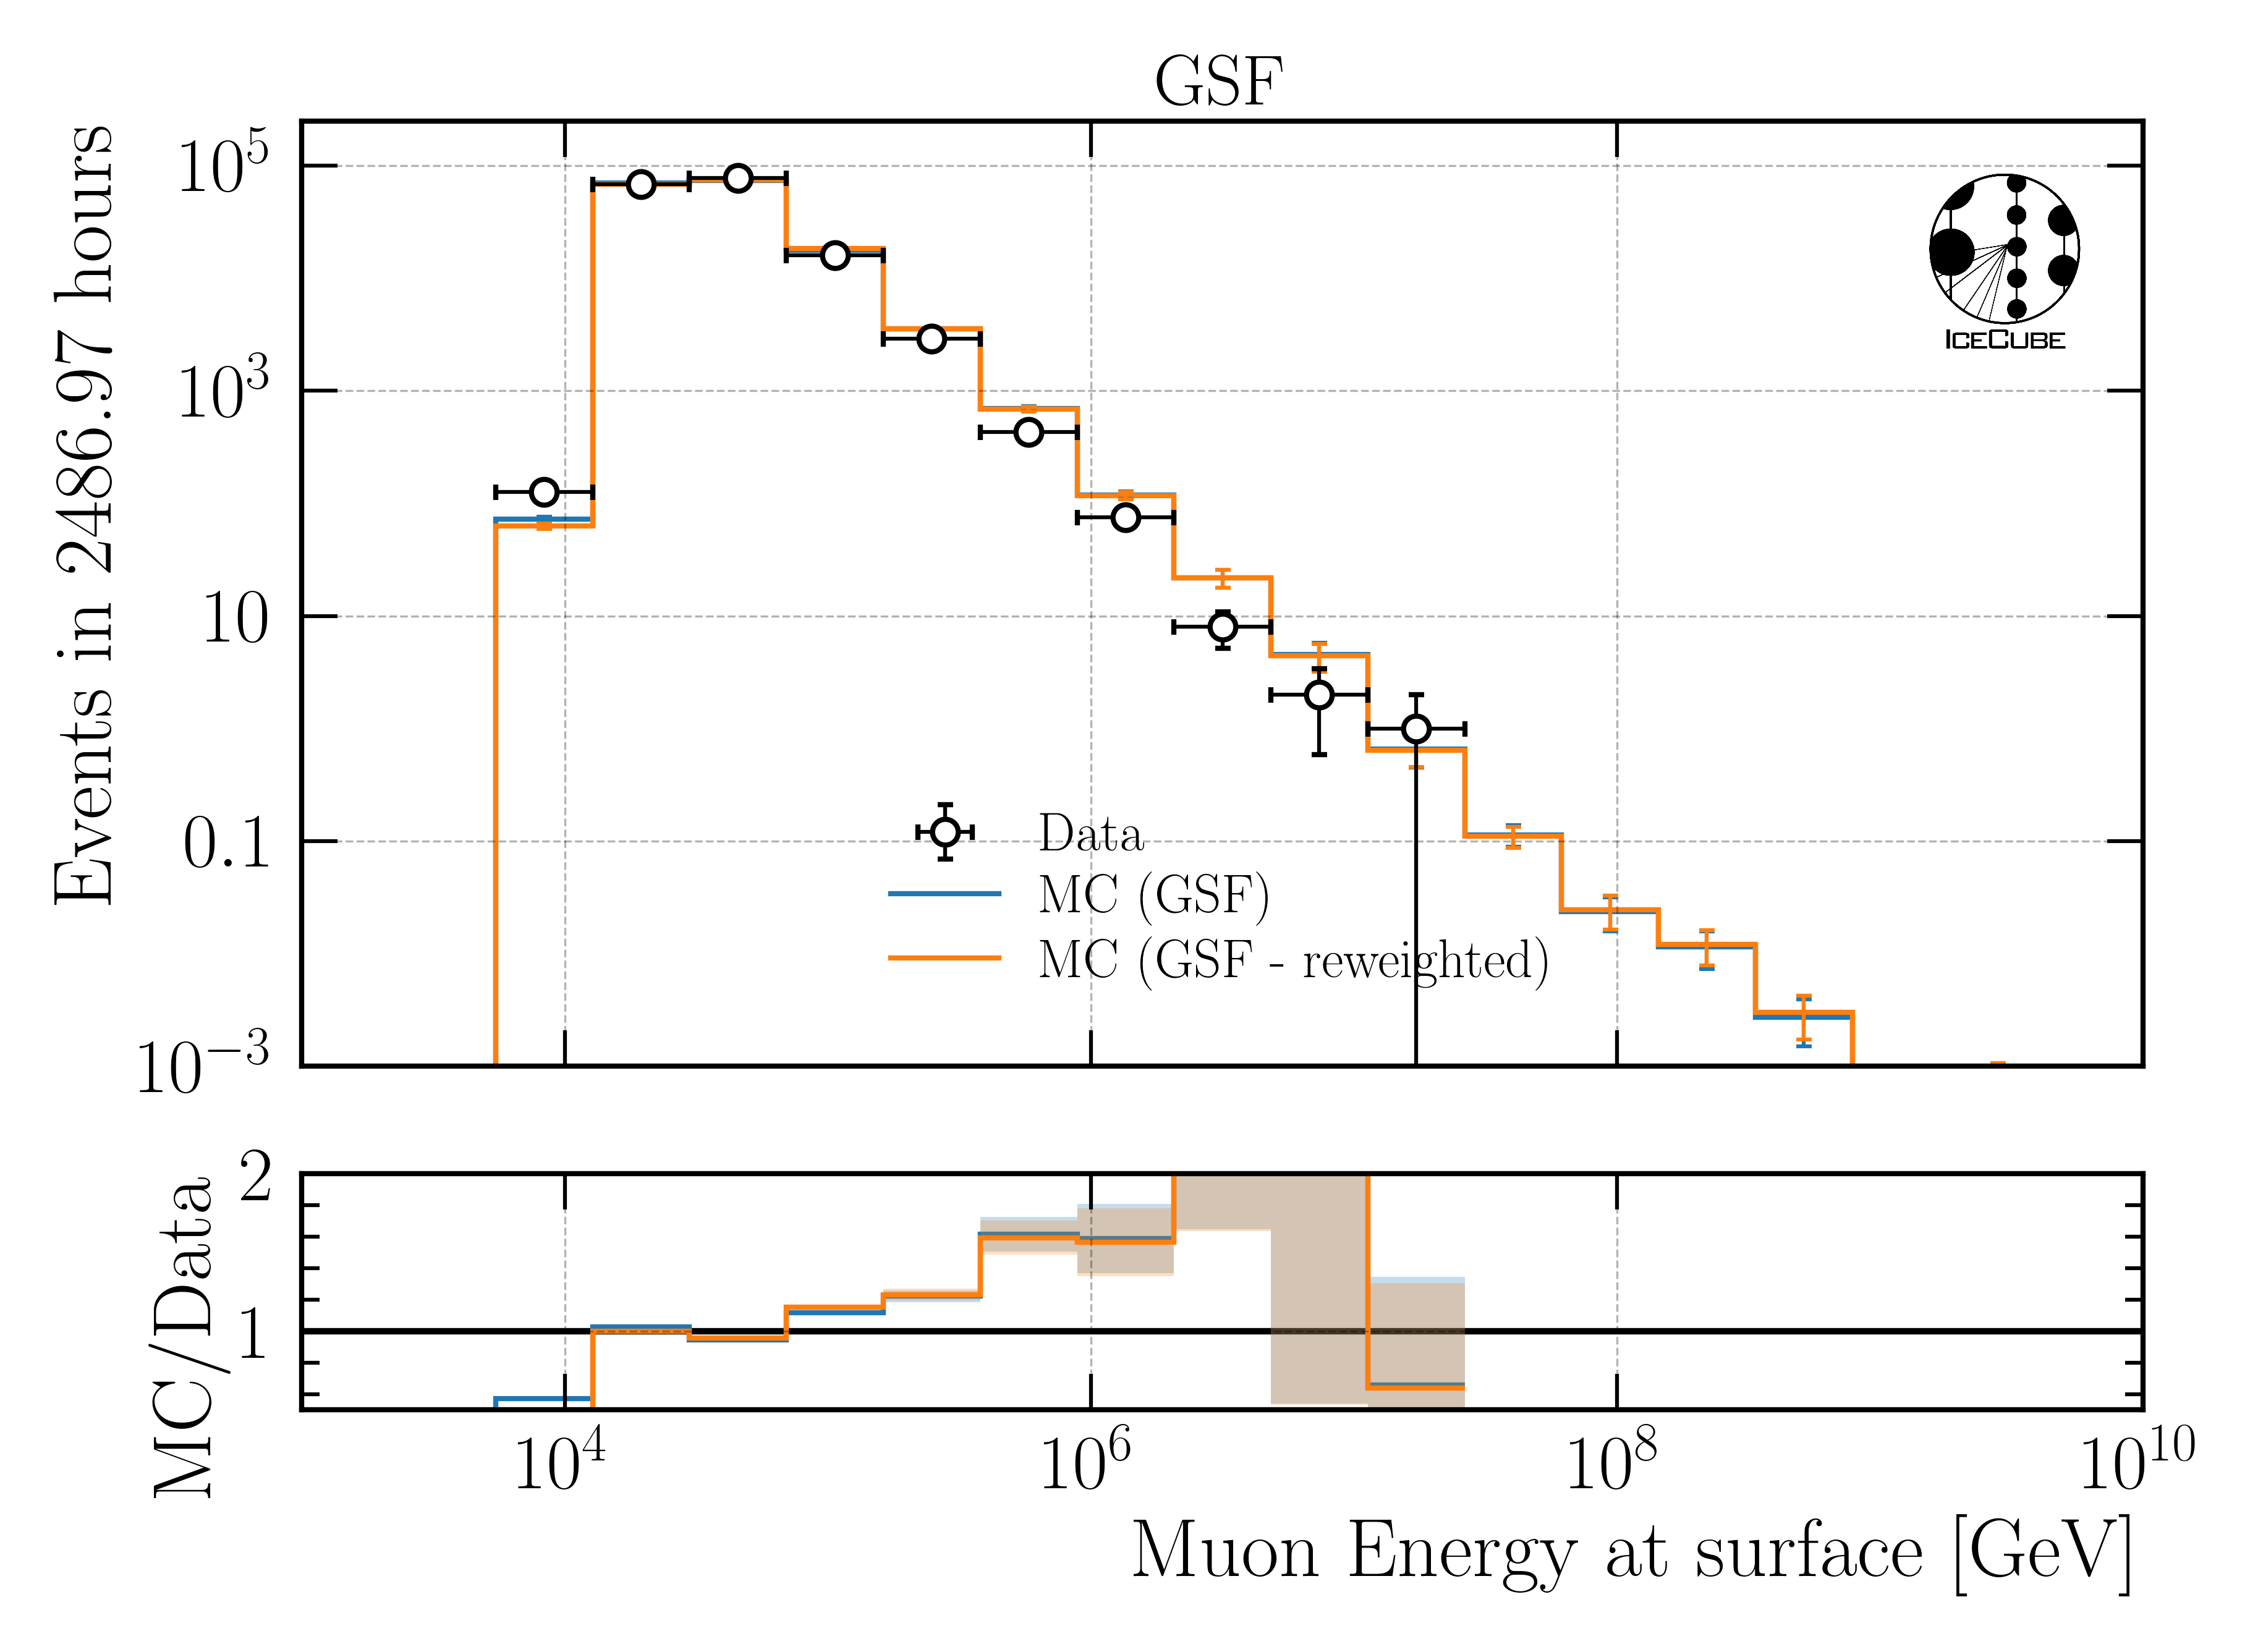 GSF
Events in 2486.97 hours
10^5
10^3
10
0.1
10^−3
ICECUBE
Data
MC (GSF)
MC (GSF - reweighted)
MC/Data
2
1
10^4
10^6
10^8
10^10
Muon Energy at surface [GeV]